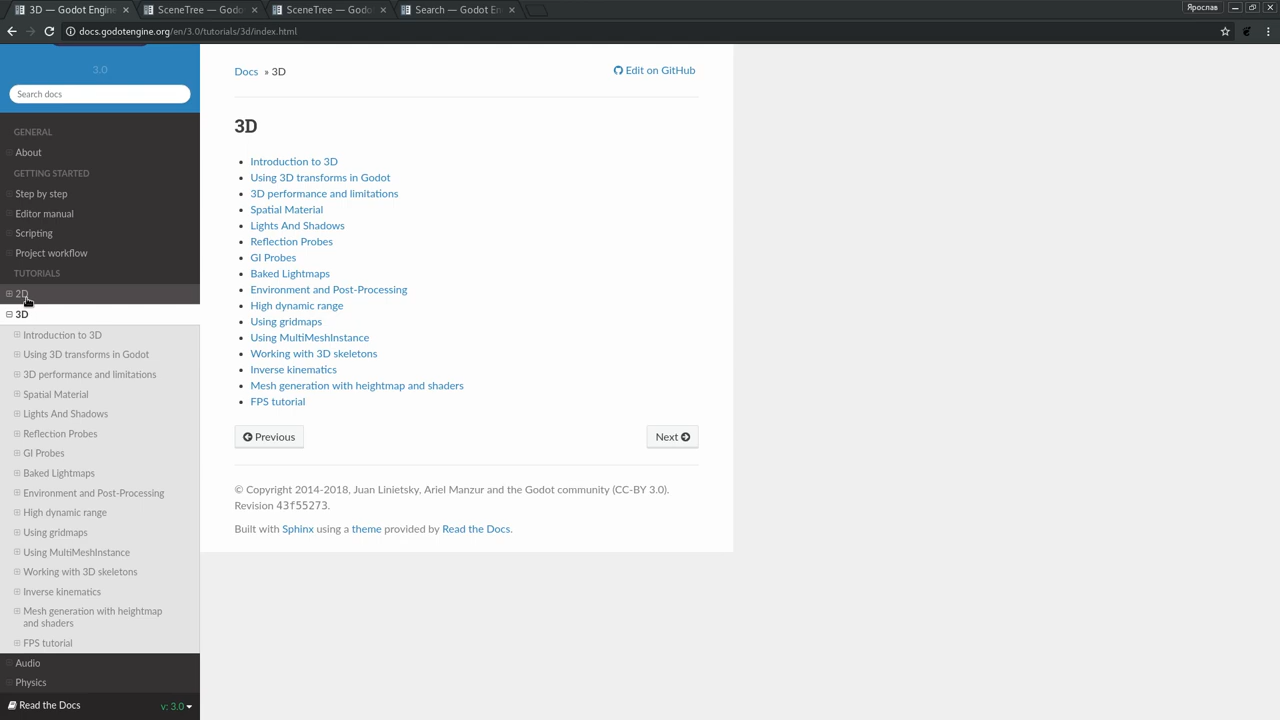 3D — Godot Engine
SceneTree — Godo
SceneTree — Godo
Search — Godot En
Ярослав
docs.godotengine.org/en/3.0/tutorials/3d/index.html
3.0
Search docs
GENERAL
About
GETTING STARTED
Step by step
Editor manual
Scripting
Project workflow
TUTORIALS
2D
3D
Introduction to 3D
Using 3D transforms in Godot
3D performance and limitations
Spatial Material
Lights And Shadows
Reflection Probes
GI Probes
Baked Lightmaps
Environment and Post-Processing
High dynamic range
Using gridmaps
Using MultiMeshInstance
Working with 3D skeletons
Inverse kinematics
Mesh generation with heightmap
and shaders
FPS tutorial
Audio
Physics
Read the Docs
v: 3.0
Docs » 3D
Edit on GitHub
3D
Introduction to 3D
Using 3D transforms in Godot
3D performance and limitations
Spatial Material
Lights And Shadows
Reflection Probes
GI Probes
Baked Lightmaps
Environment and Post-Processing
High dynamic range
Using gridmaps
Using MultiMeshInstance
Working with 3D skeletons
Inverse kinematics
Mesh generation with heightmap and shaders
FPS tutorial
Previous
Next
© Copyright 2014-2018, Juan Linietsky, Ariel Manzur and the Godot community (CC-BY 3.0).
Revision 43f55273.
Built with Sphinx using a theme provided by Read the Docs.